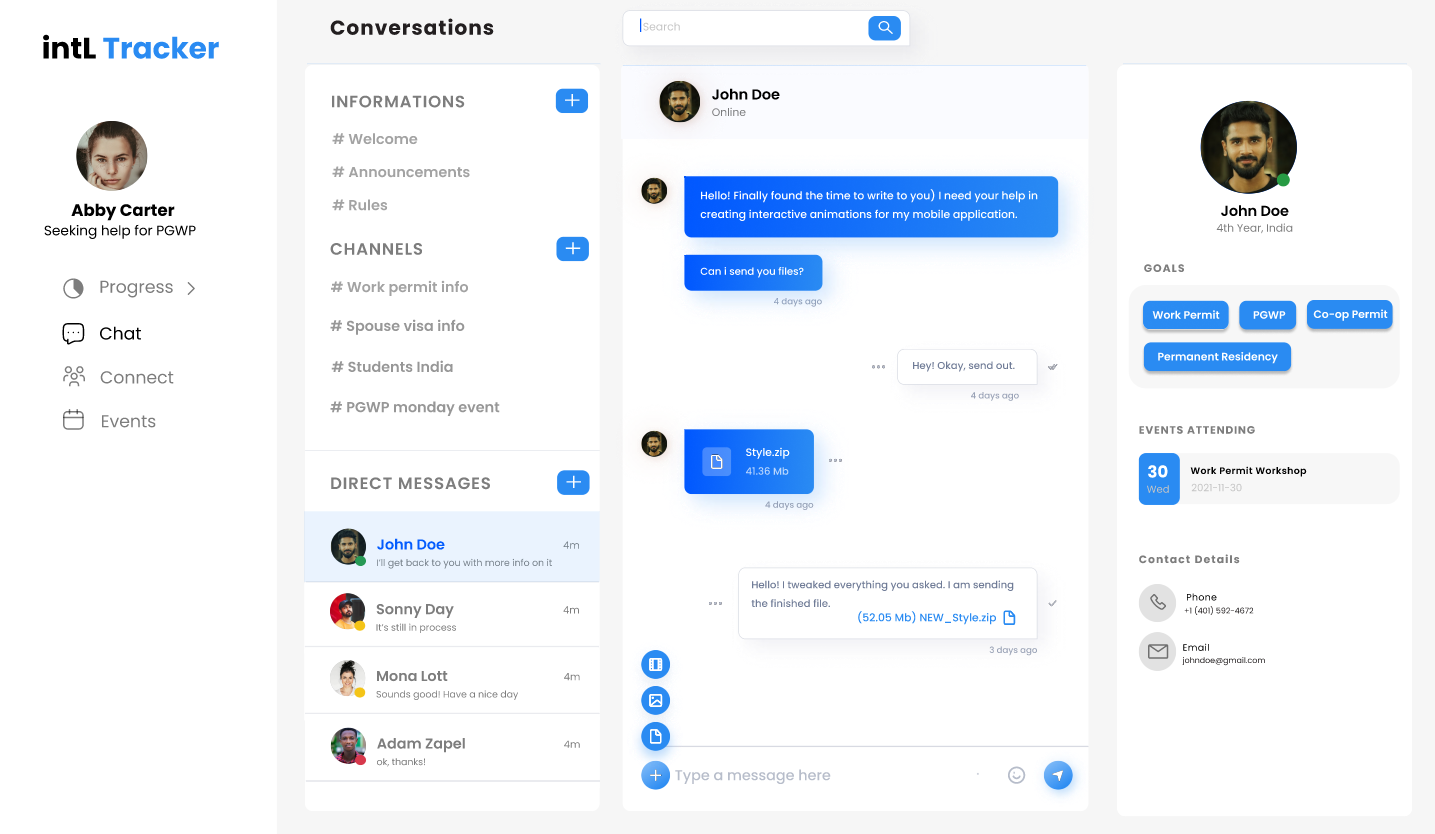 intL Tracker
Abby Carter
Seeking help for PGWP
Progress
Chat
Connect
Events
Conversations
Search
INFORMATIONS
# Welcome
# Announcements
# Rules
CHANNELS
# Work permit info
# Spouse visa info
# Students India
# PGWP monday event
DIRECT MESSAGES
John Doe
4m
I'll get back to you with more info on it
Sonny Day
4m
It's still in process
Mona Lott
4m
Sounds good! Have a nice day
Adam Zapel
4m
ok, thanks!
John Doe
Online
Hello! Finally found the time to write to you) I need your help in
creating interactive animations for my mobile application.
Can i send you files?
4 days ago
Hey! Okay, send out.
4 days ago
Style.zip
41.36 Mb
4 days ago
Hello! I tweaked everything you asked. I am sending
the finished file.
(52.05 Mb) NEW_Style.zip
3 days ago
Type a message here
John Doe
4th Year, India
GOALS
Work Permit
PGWP
Co-op Permit
Permanent Residency
EVENTS ATTENDING
30
Wed
Work Permit Workshop
2021-11-30
Contact Details
Phone
+1 (401) 592-4672
Email
johndoe@gmail.com